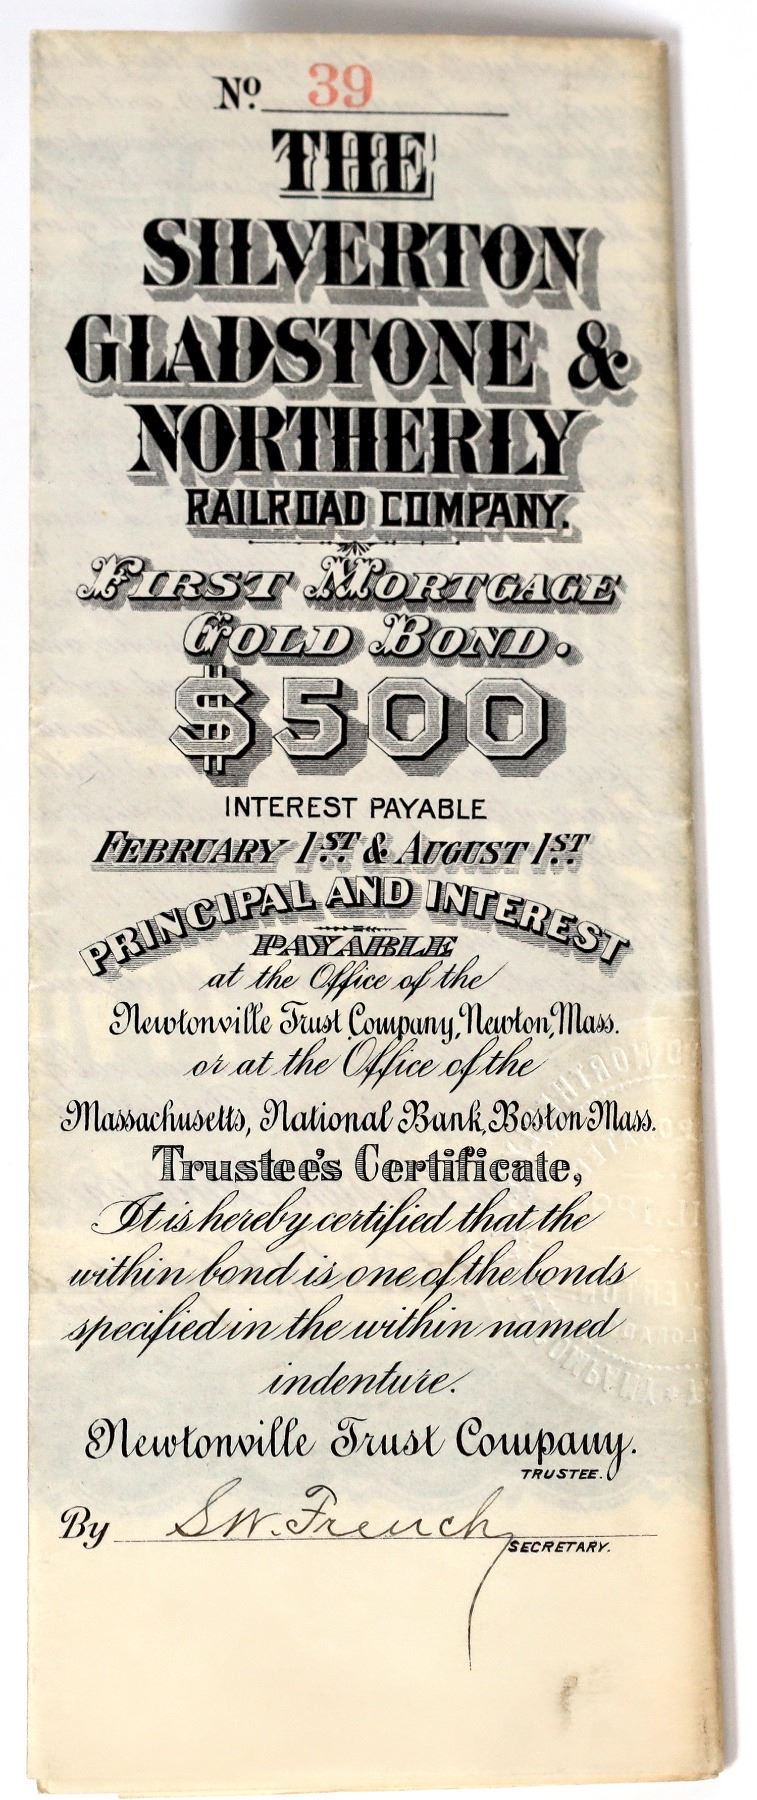 No. 39
THE
SILVERTON
GLADSTONE &
NORTHERLY
RAILROAD COMPANY.
FIRST MORTGAGE
GOLD BOND.
$500
INTEREST PAYABLE
FEBRUARY 1ST. & AUGUST 1ST.
PRINCIPAL AND INTEREST
PAYABLE
at the Office of the
Newtonville Trust Company, Newton, Mass.
or at the Office of the
Massachusetts, National Bank, Boston Mass.
Trustee's Certificate,
It is hereby certified that the
within bond is one of the bonds
specified in the within named
indenture.
Newtonville Trust Company.
TRUSTEE.
By S.W. French
SECRETARY.